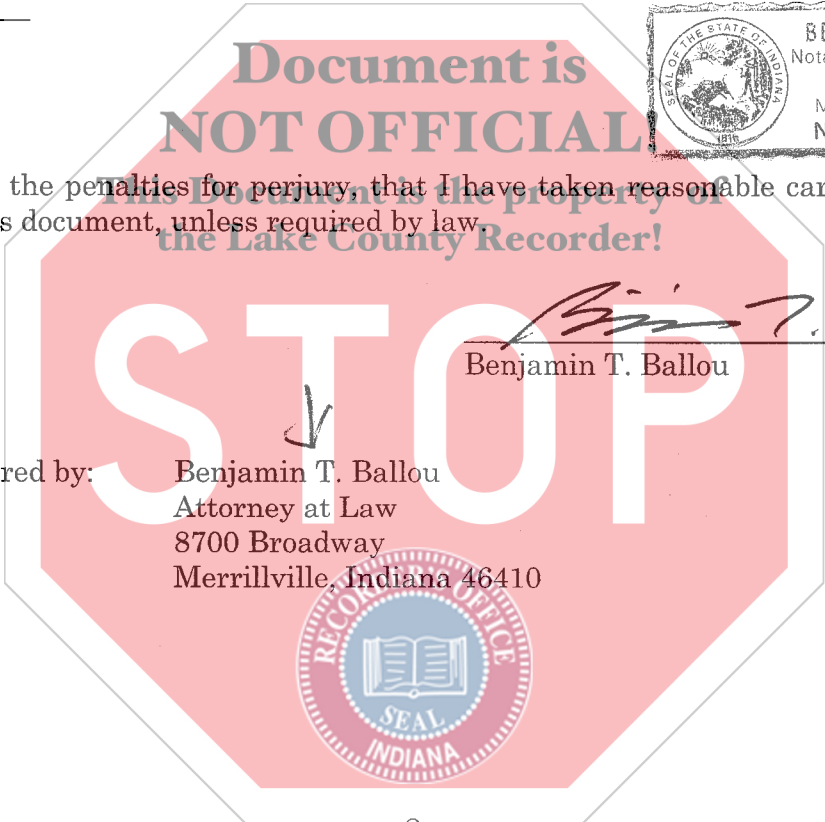 Document is
NOT OFFICIAL!
This Document is the property of
the Lake County Recorder!
SEAL OF THE STATE OF INDIANA
1816
the penalties for perjury, that I have taken reasonable car
s document, unless required by law.
STOP
Benjamin T. Ballou
red by: Benjamin T. Ballou
Attorney at Law
8700 Broadway
Merrillville, Indiana 46410
RECORDER'S OFFICE
SEAL
INDIANA